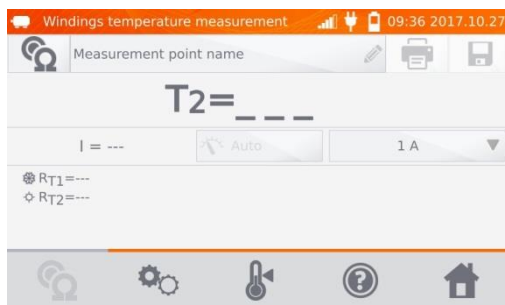 Windings temperature measurement 09:36 2017.10.27
Measurement point name
T2=_ _ _
I = --- Auto 1 A
RT1=---
RT2=---